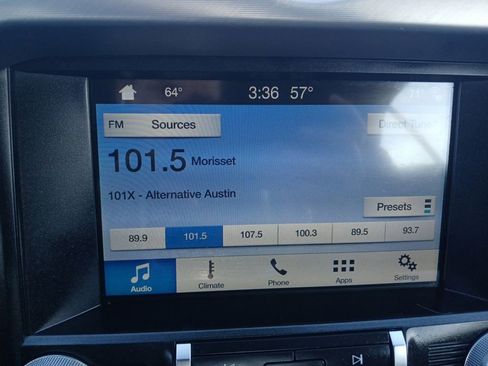 64° 3:36 57° 71°
FM Sources Direct Tune
101.5 Morisset
101X - Alternative Austin
Presets
89.9 101.5 107.5 100.3 89.5 93.7
Audio Climate Phone Apps Settings